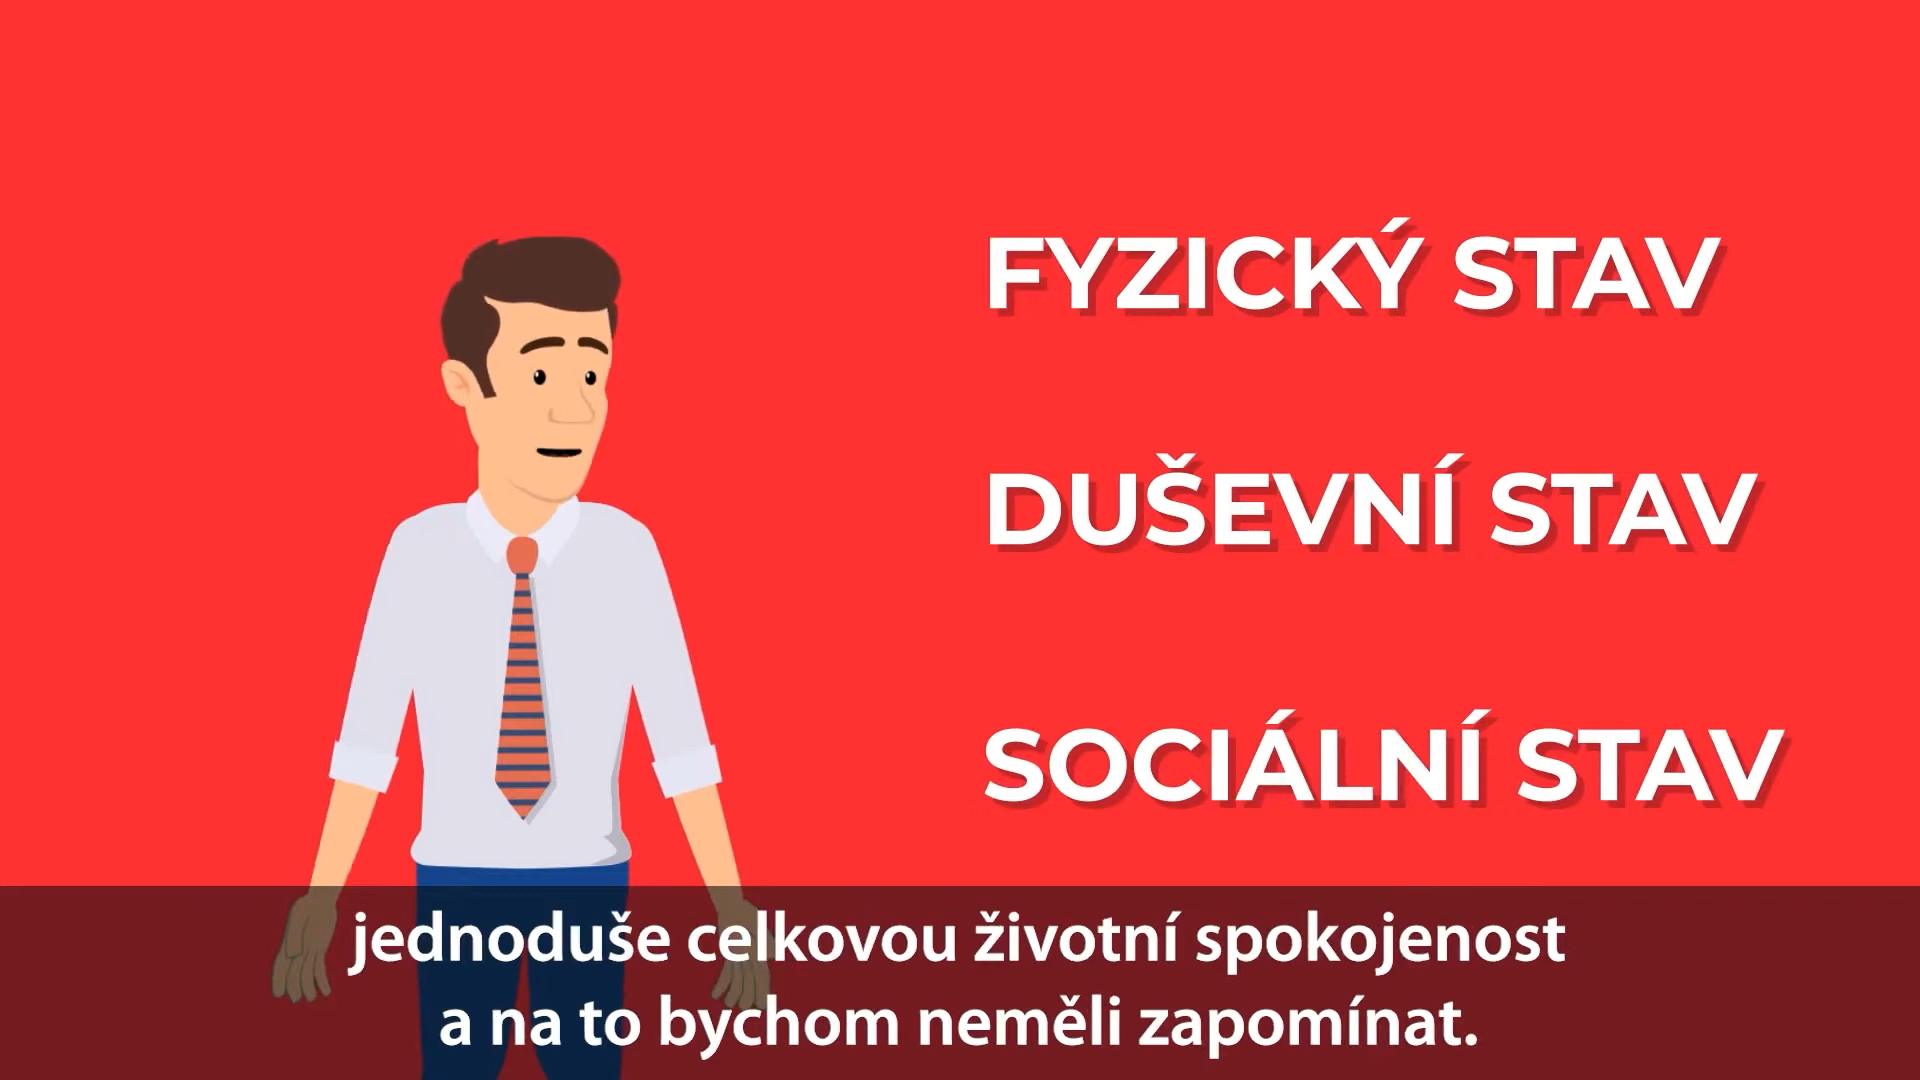 FYZICKÝ STAV
DUŠEVNÍ STAV
SOCIÁLNÍ STAV
jednoduše celkovou životní spokojenost
a na to bychom neměli zapomínat.